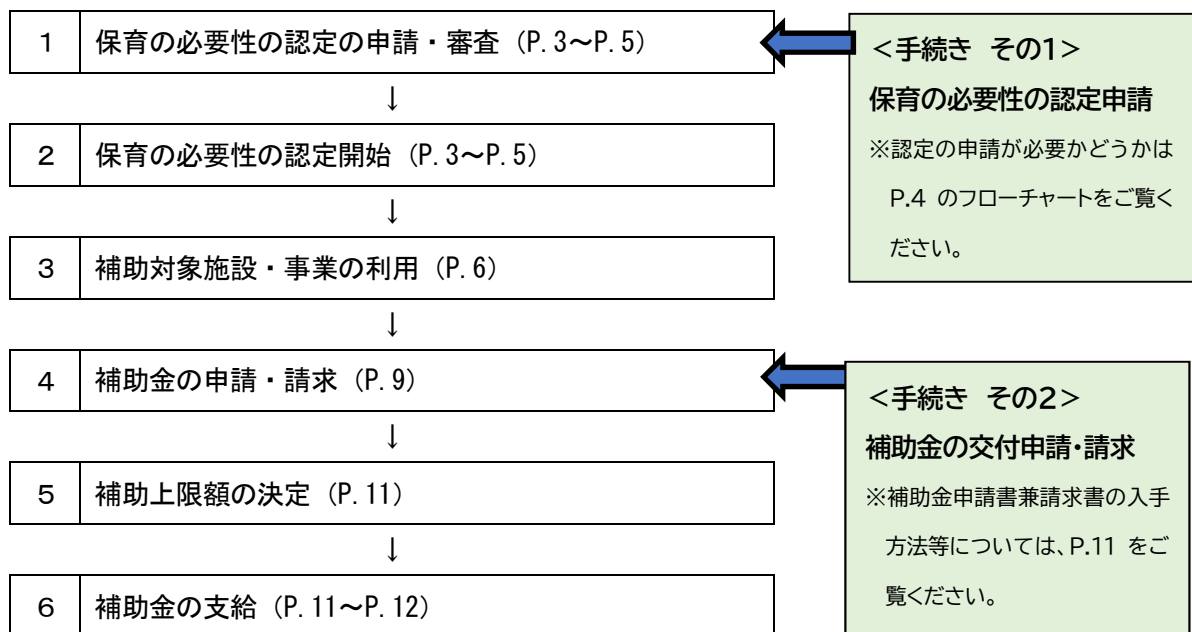 1 保育の必要性の認定の申請・審査（P.3～P.5）
↓
2 保育の必要性の認定開始（P.3～P.5）
↓
3 補助対象施設・事業の利用（P.6）
↓
4 補助金の申請・請求（P.9）
↓
5 補助上限額の決定（P.11）
↓
6 補助金の支給（P.11～P.12）
＜手続き その1＞
保育の必要性の認定申請
※認定の申請が必要かどうかは
P.4 のフローチャートをご覧く
ださい。
＜手続き その2＞
補助金の交付申請・請求
※補助金申請書兼請求書の入手
方法等については、P.11 をご
覧ください。